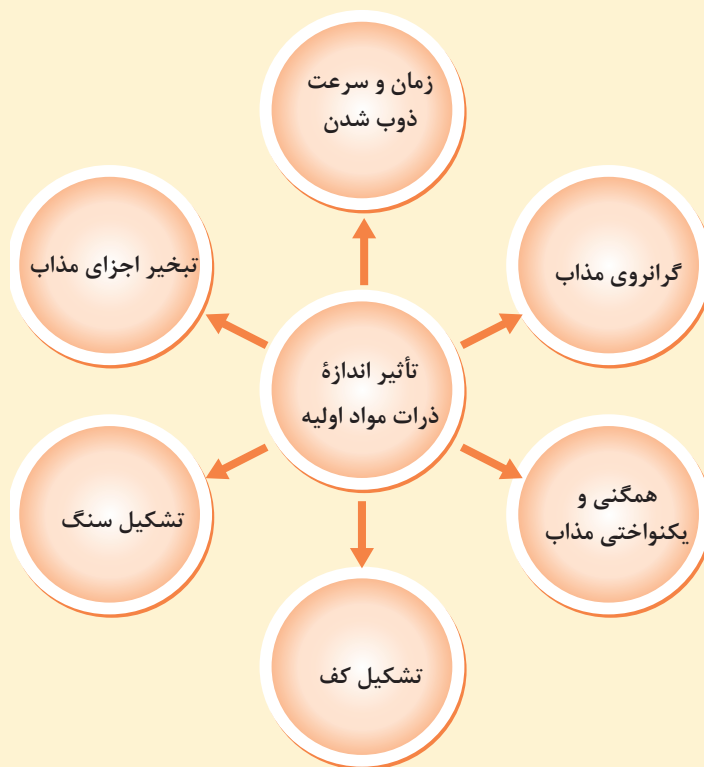 زمان و سرعت
ذوب شدن
گرانروی مذاب
تبخیر اجزای مذاب
تأثیر اندازهٔ
ذرات مواد اولیه
همگنی و
یکنواختی مذاب
تشکیل سنگ
تشکیل کف